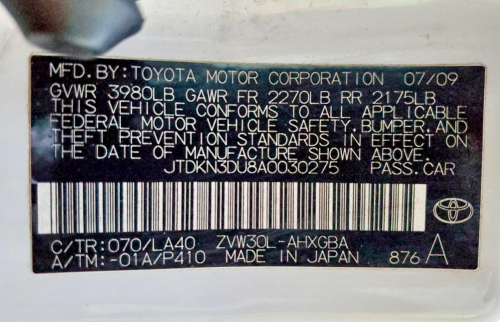 MFD.BY:TOYOTA MOTOR CORPORATION 07/09
GVWR 3980LB GAWR FR 2270LB RR 2175LB
THIS VEHICLE CONFORMS TO ALL APPLICABLE
FEDERAL MOTOR VEHICLE SAFETY,BUMPER,AND
THEFT PREVENTION STANDARDS IN EFFECT ON
THE DATE OF MANUFACTURE SHOWN ABOVE.
JTDKN3DU8A0030275 PASS.CAR
C/TR:070/LA40 ZVW30L-AHXGBA A
A/TM:-01A/P410 MADE IN JAPAN 876